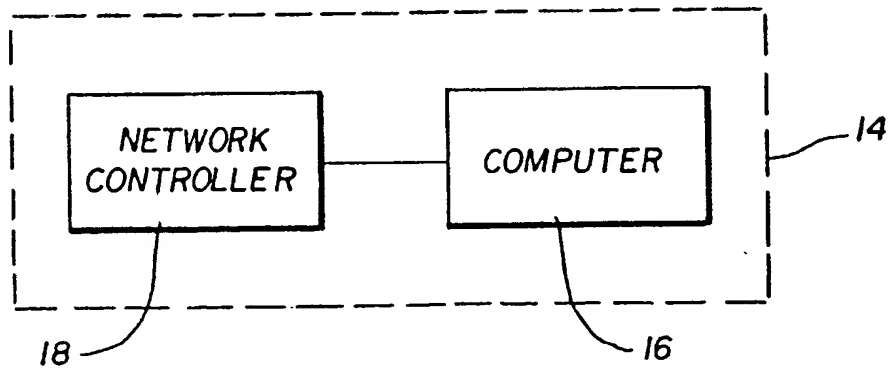 NETWORK
CONTROLLER
COMPUTER
14
18
16